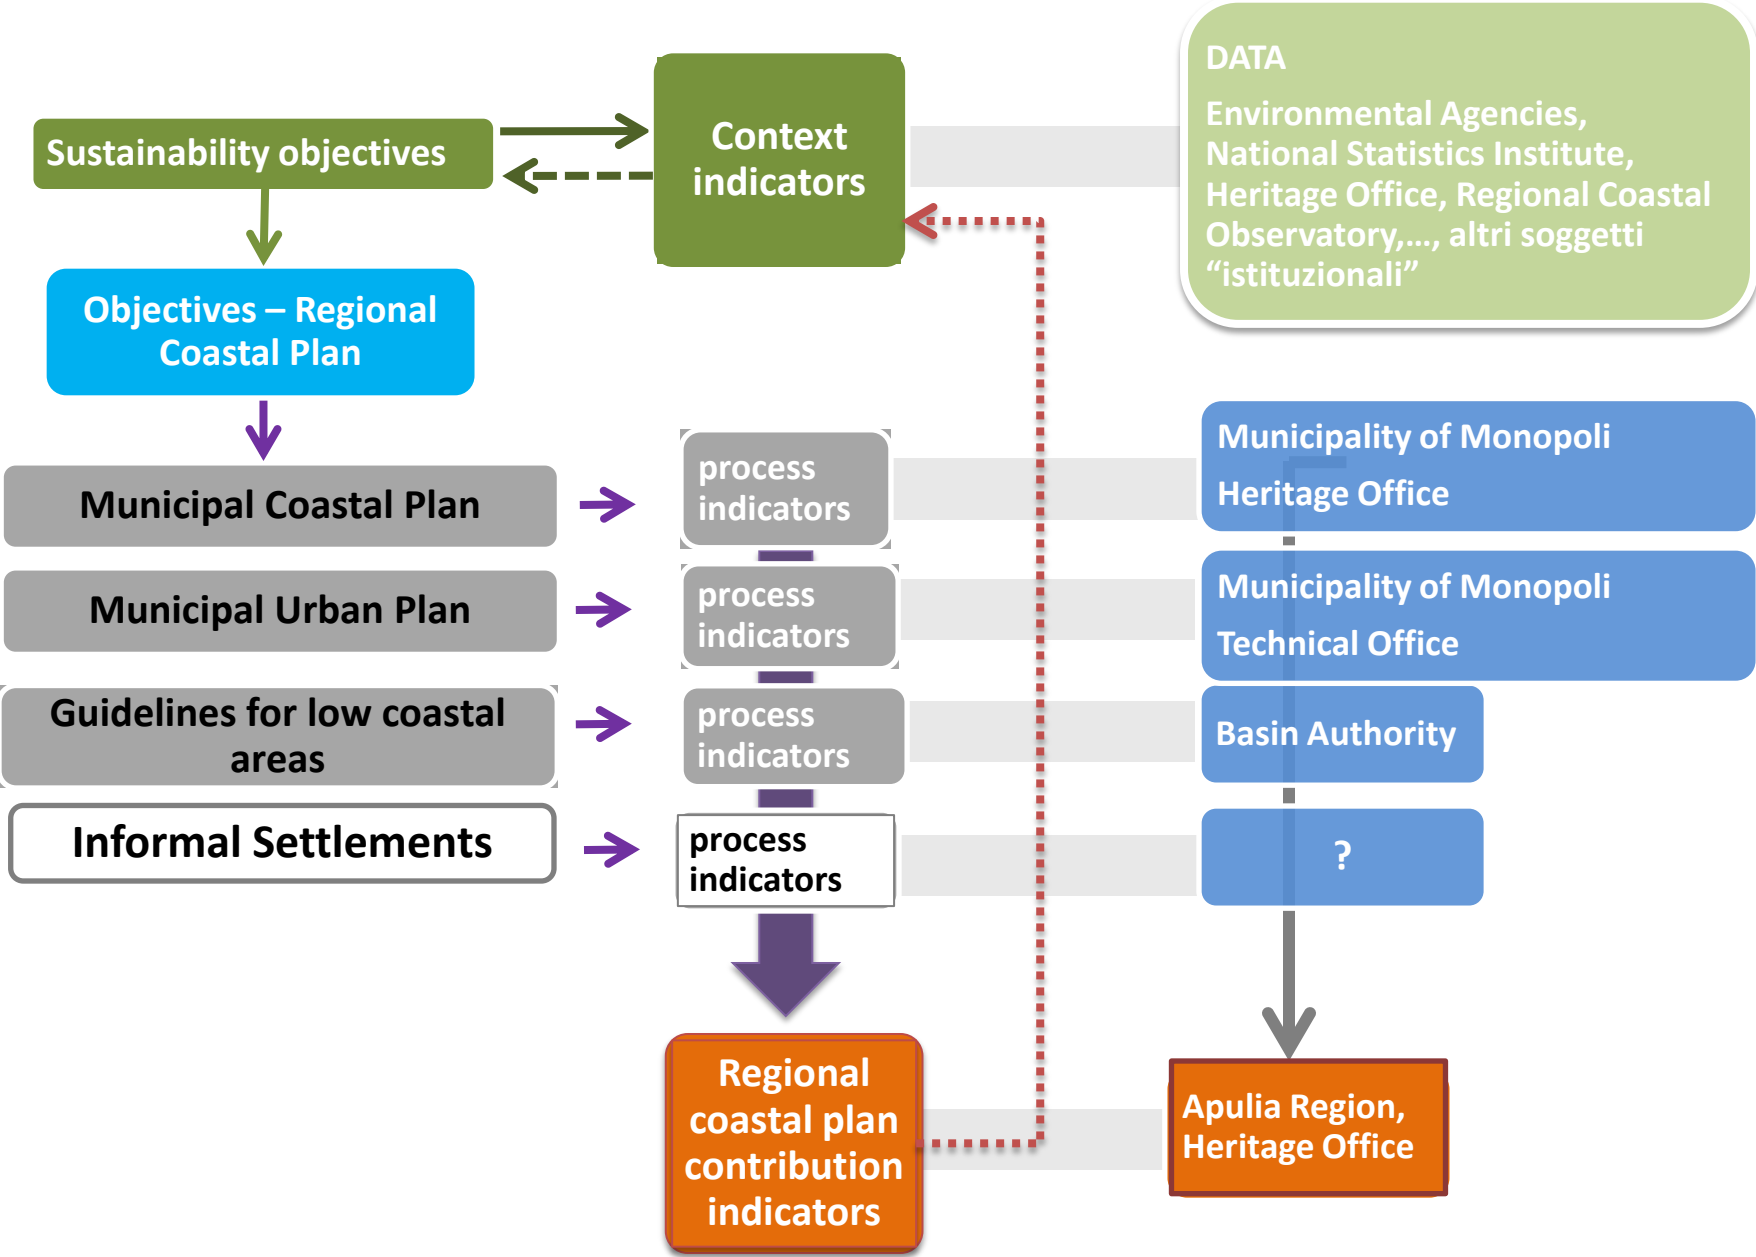 Sustainability objectives
Context
indicators
DATA
Environmental Agencies,
National Statistics Institute,
Heritage Office, Regional Coastal
Observatory,..., altri soggetti
“istituzionali”
Objectives – Regional
Coastal Plan
Municipal Coastal Plan
process
indicators
Municipality of Monopoli
Heritage Office
Municipal Urban Plan
process
indicators
Municipality of Monopoli
Technical Office
Guidelines for low coastal
areas
process
indicators
Basin Authority
Informal Settlements
process
indicators
?
Regional
coastal plan
contribution
indicators
Apulia Region,
Heritage Office